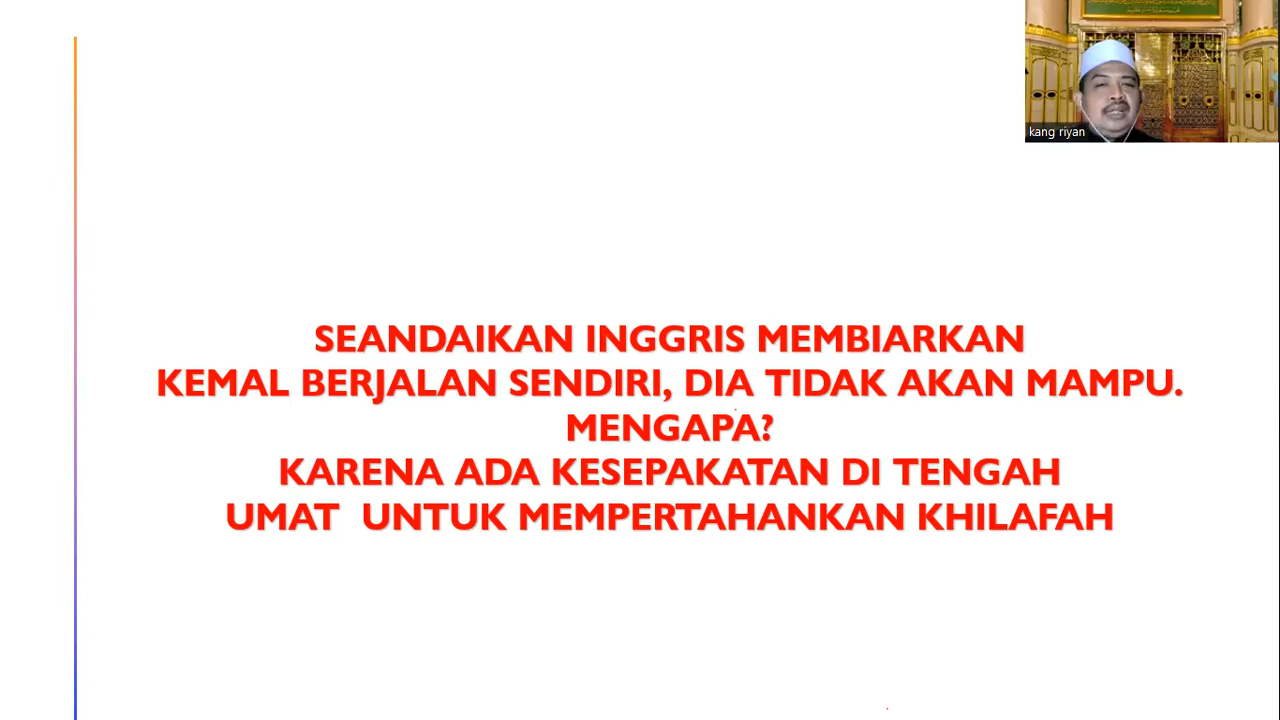 kang riyan
SEANDAIKAN INGGRIS MEMBIARKAN
KEMAL BERJALAN SENDIRI, DIA TIDAK AKAN MAMPU.
MENGAPA?
KARENA ADA KESEPAKATAN DI TENGAH
UMAT UNTUK MEMPERTAHANKAN KHILAFAH